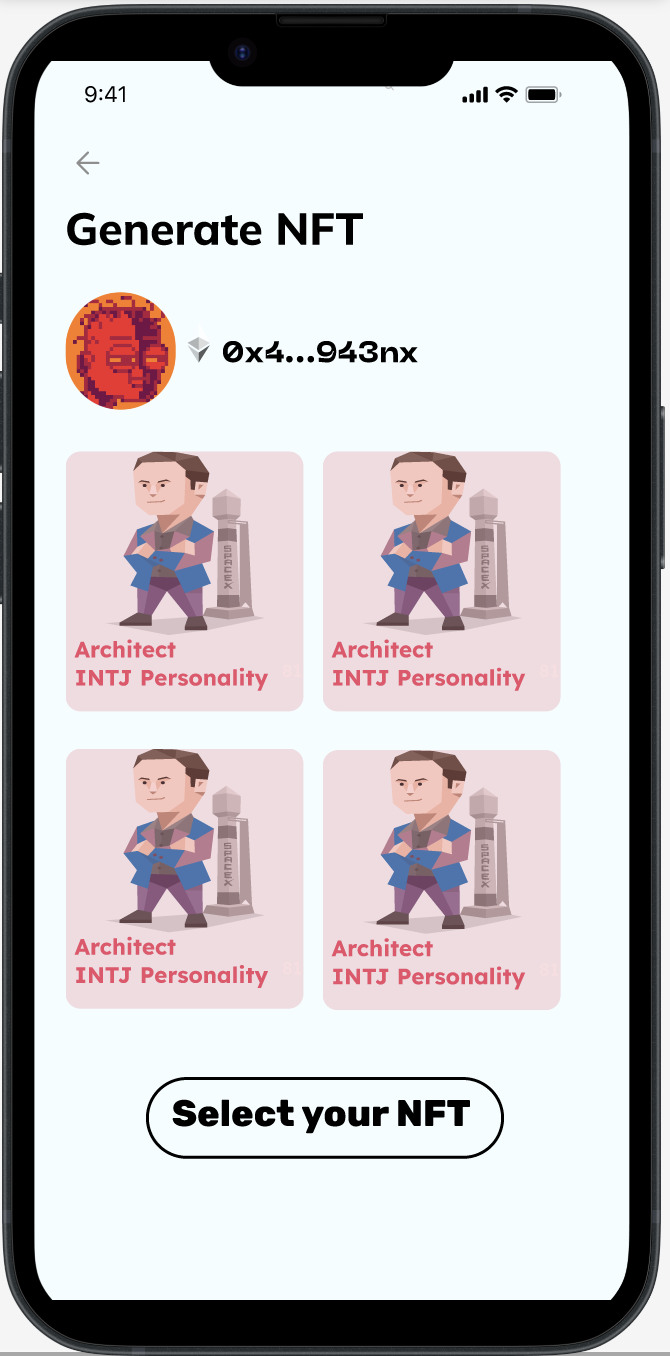 9:41
Generate NFT
0x4...943nx
SPACEX
SPACEX
Architect
INTJ Personality
Architect
INTJ Personality
SPACEX
SPACEX
Architect
INTJ Personality
Architect
INTJ Personality
Select your NFT